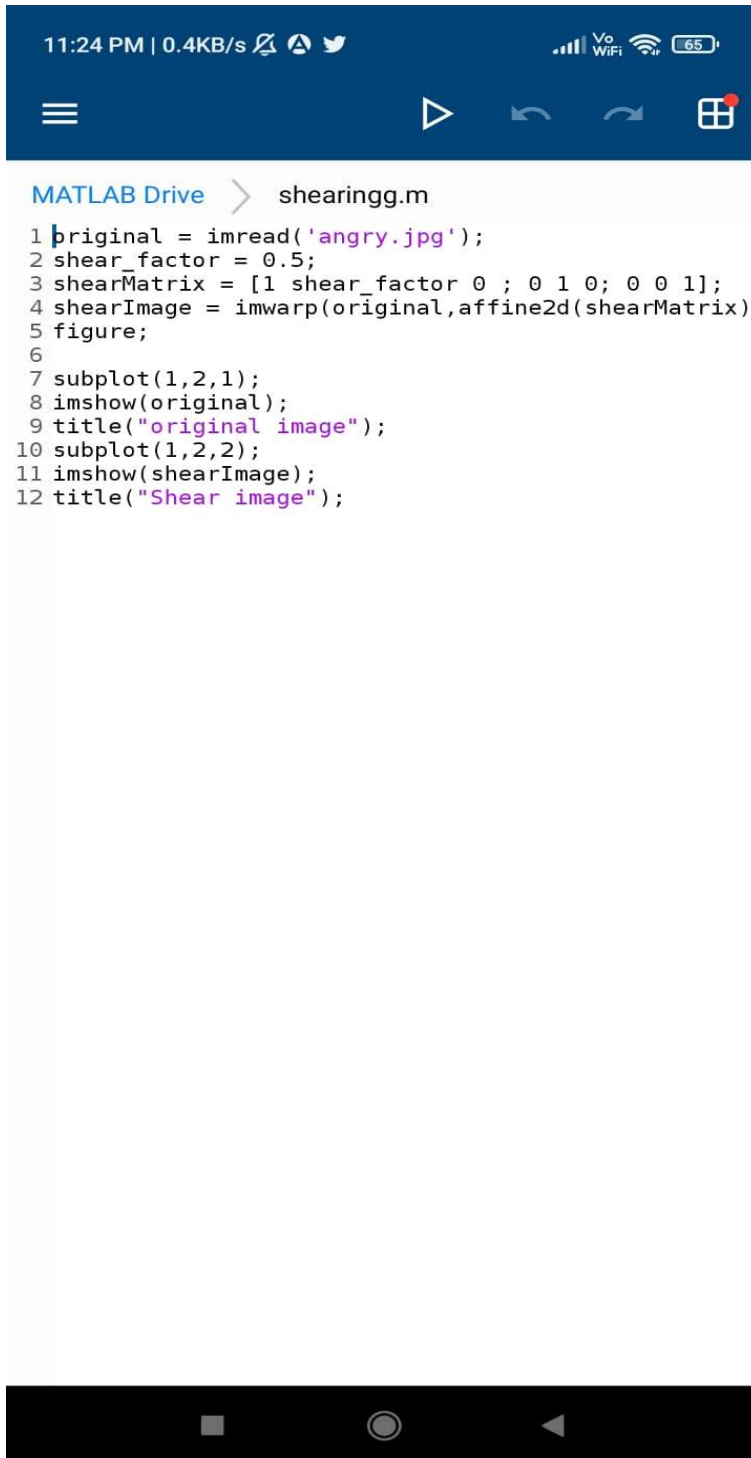 11:24 PM | 0.4KB/s
Vo
WiFi
65
MATLAB Drive
shearingg.m
1 original = imread('angry.jpg');
2 shear_factor = 0.5;
3 shearMatrix = [1 shear_factor 0 ; 0 1 0; 0 0 1];
4 shearImage = imwarp(original,affine2d(shearMatrix)
5 figure;
6
7 subplot(1,2,1);
8 imshow(original);
9 title("original image");
10 subplot(1,2,2);
11 imshow(shearImage);
12 title("Shear image");